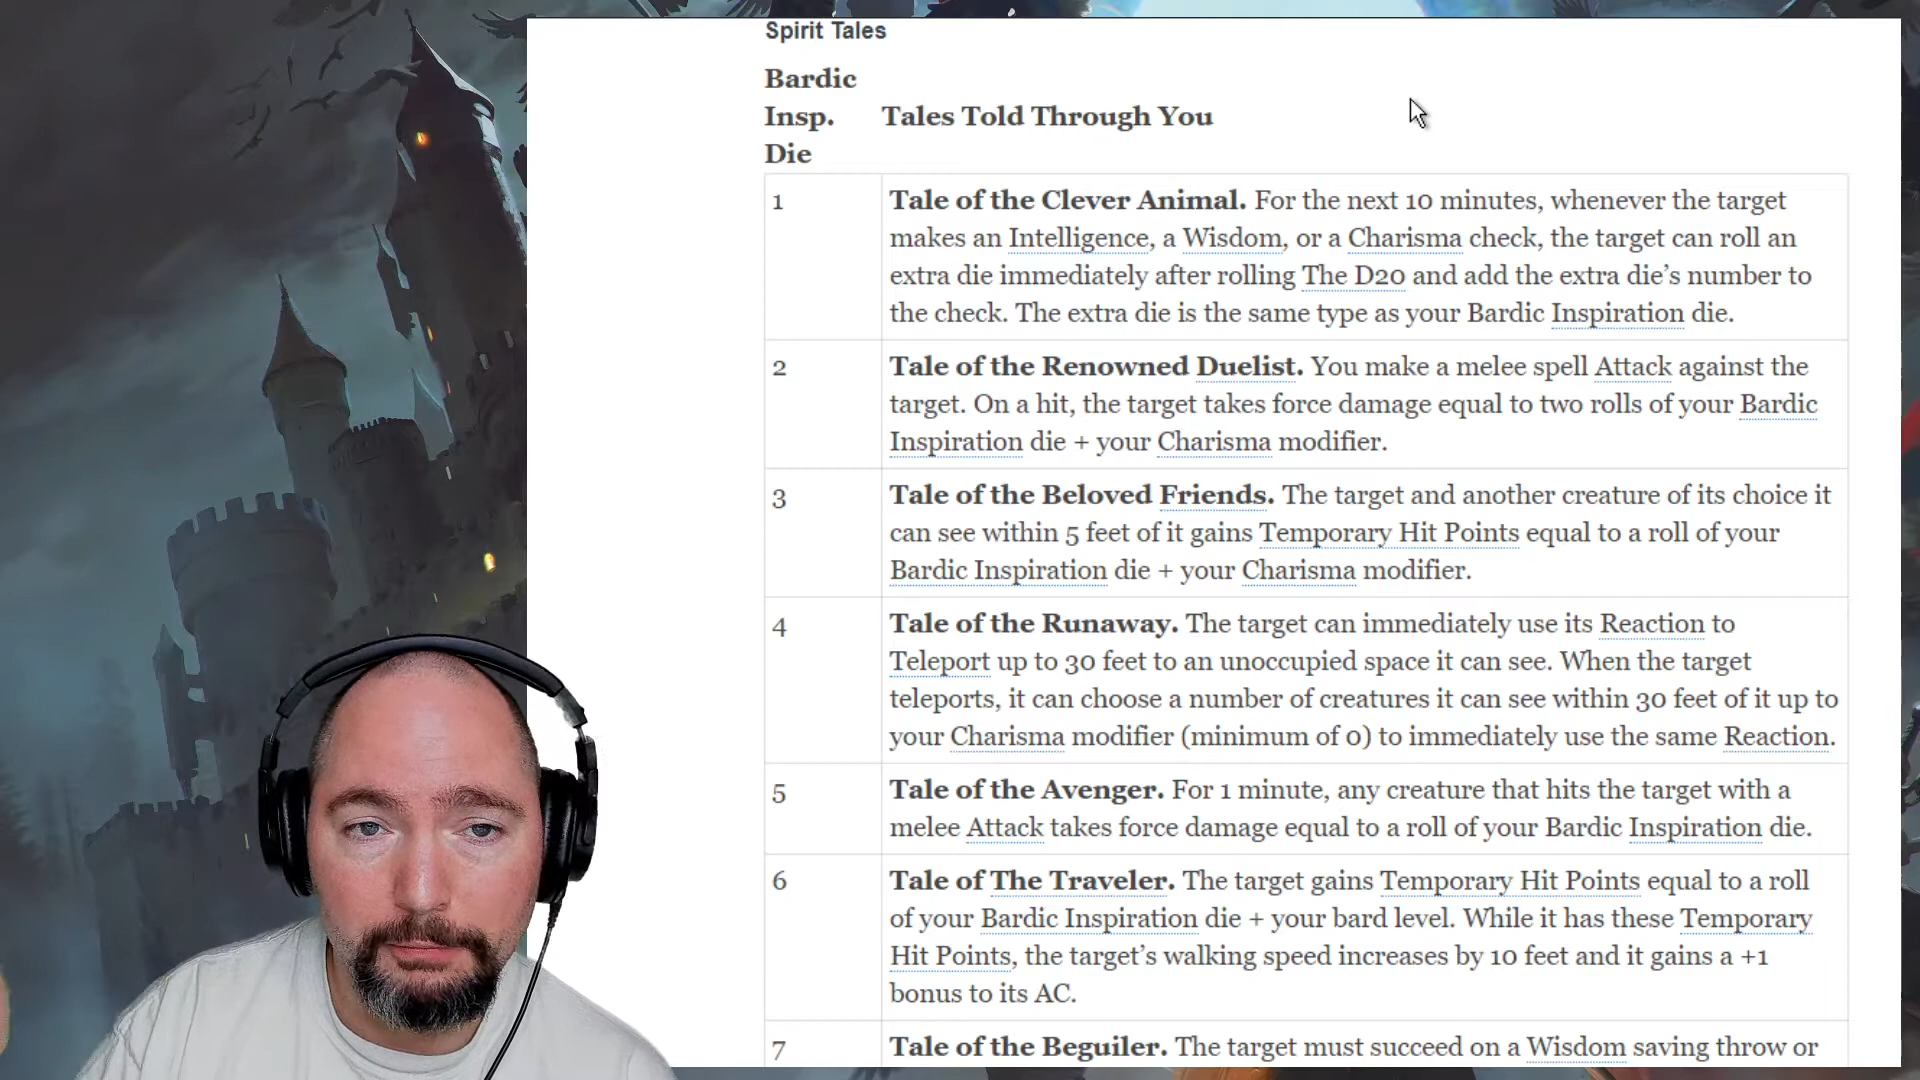 Spirit Tales
Bardic
Insp.
Die
Tales Told Through You
1
Tale of the Clever Animal. For the next 10 minutes, whenever the target
makes an Intelligence, a Wisdom, or a Charisma check, the target can roll an
extra die immediately after rolling The D20 and add the extra die’s number to
the check. The extra die is the same type as your Bardic Inspiration die.
2
Tale of the Renowned Duelist. You make a melee spell Attack against the
target. On a hit, the target takes force damage equal to two rolls of your Bardic
Inspiration die + your Charisma modifier.
3
Tale of the Beloved Friends. The target and another creature of its choice it
can see within 5 feet of it gains Temporary Hit Points equal to a roll of your
Bardic Inspiration die + your Charisma modifier.
4
Tale of the Runaway. The target can immediately use its Reaction to
Teleport up to 30 feet to an unoccupied space it can see. When the target
teleports, it can choose a number of creatures it can see within 30 feet of it up to
your Charisma modifier (minimum of 0) to immediately use the same Reaction.
5
Tale of the Avenger. For 1 minute, any creature that hits the target with a
melee Attack takes force damage equal to a roll of your Bardic Inspiration die.
6
Tale of The Traveler. The target gains Temporary Hit Points equal to a roll
of your Bardic Inspiration die + your bard level. While it has these Temporary
Hit Points, the target’s walking speed increases by 10 feet and it gains a +1
bonus to its AC.
7
Tale of the Beguiler. The target must succeed on a Wisdom saving throw or